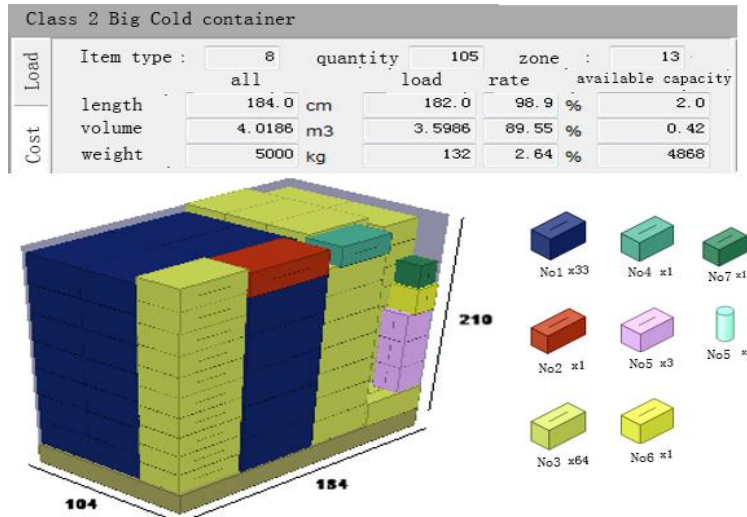 Class 2 Big Cold container
Load
Cost
Item type : 8 quantity 105 zone : 13
all load rate available capacity
length 184.0 cm 182.0 98.9 % 2.0
volume 4.0186 m3 3.5986 89.55 % 0.42
weight 5000 kg 132 2.64 % 4868
210
184
104
No1 x33
No4 x1
No7 x1
No2 x1
No5 x3
No5 x
No3 x64
No6 x1